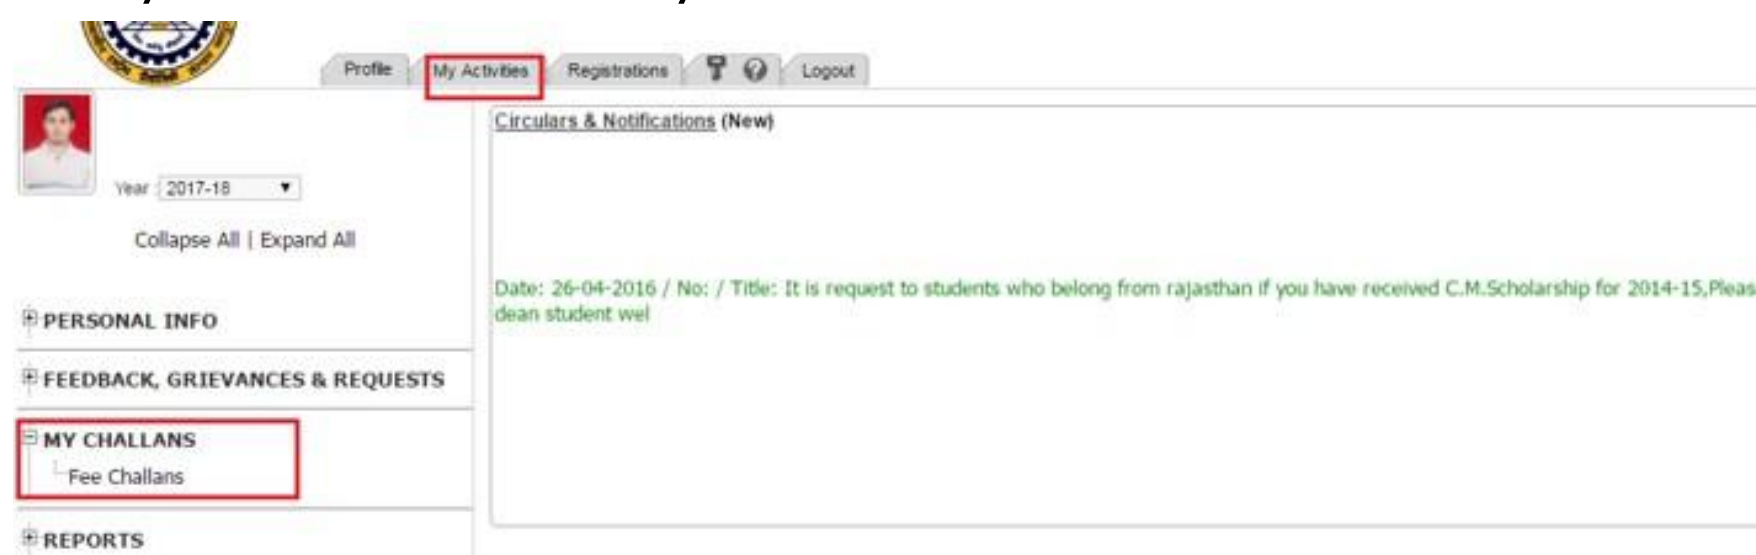 Profile
My Activities
Registrations
Logout
Circulars & Notifications (New)
Year : 2017-18
Collapse All | Expand All
Date: 26-04-2016 / No: / Title: It is request to students who belong from rajasthan if you have received C.M.Scholarship for 2014-15,Pleas
dean student wel
PERSONAL INFO
FEEDBACK, GRIEVANCES & REQUESTS
MY CHALLANS
Fee Challans
REPORTS